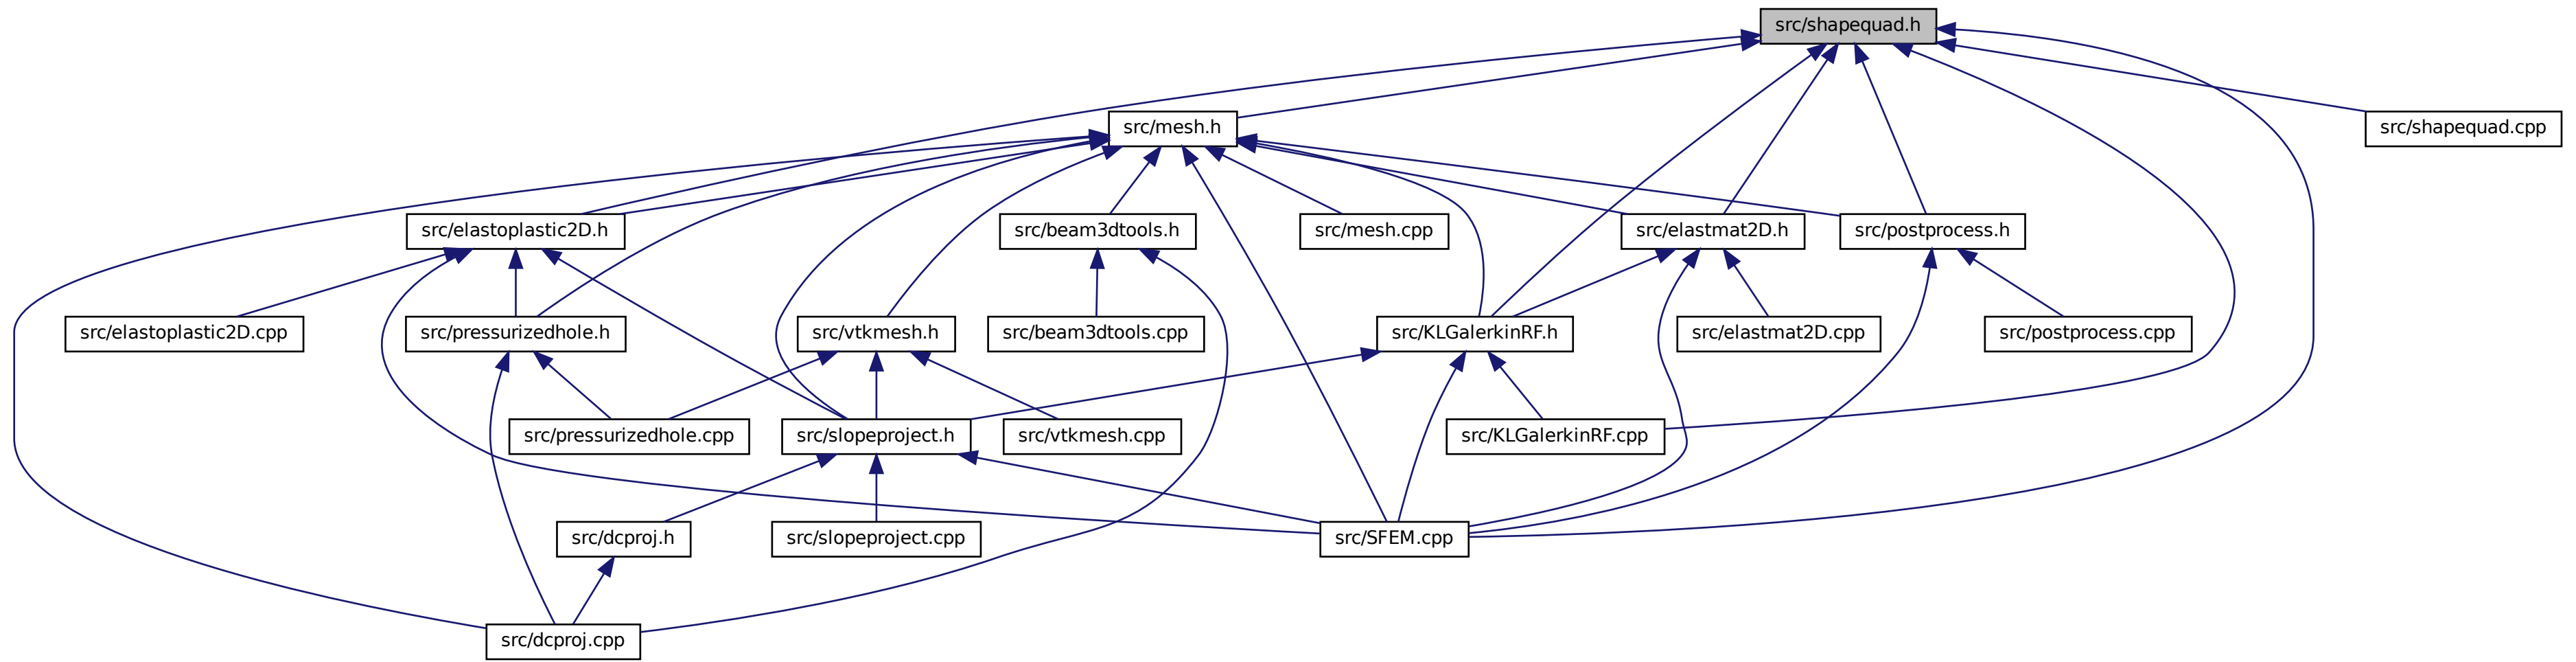 src/shapequad.h
src/mesh.h
src/shapequad.cpp
src/elastoplastic2D.h
src/beam3dtools.h
src/mesh.cpp
src/elastmat2D.h
src/postprocess.h
src/elastoplastic2D.cpp
src/pressurizedhole.h
src/vtkmesh.h
src/beam3dtools.cpp
src/KLGalerkinRF.h
src/elastmat2D.cpp
src/postprocess.cpp
src/pressurizedhole.cpp
src/slopeproject.h
src/vtkmesh.cpp
src/KLGalerkinRF.cpp
src/dcproj.h
src/slopeproject.cpp
src/SFEM.cpp
src/dcproj.cpp